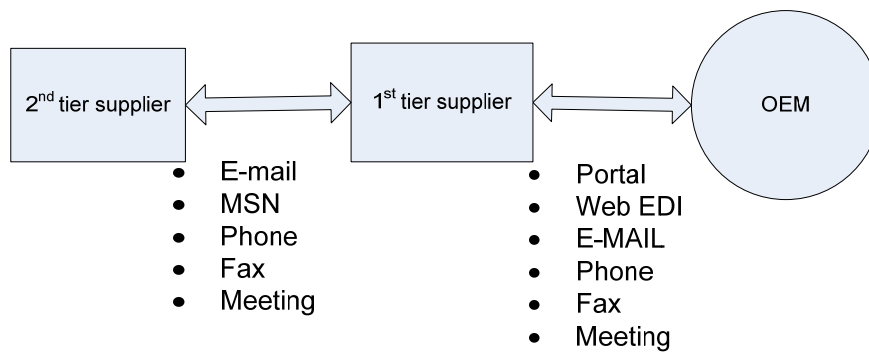 2nd tier supplier
1st tier supplier
OEM
• E-mail
• MSN
• Phone
• Fax
• Meeting
• Portal
• Web EDI
• E-MAIL
• Phone
• Fax
• Meeting